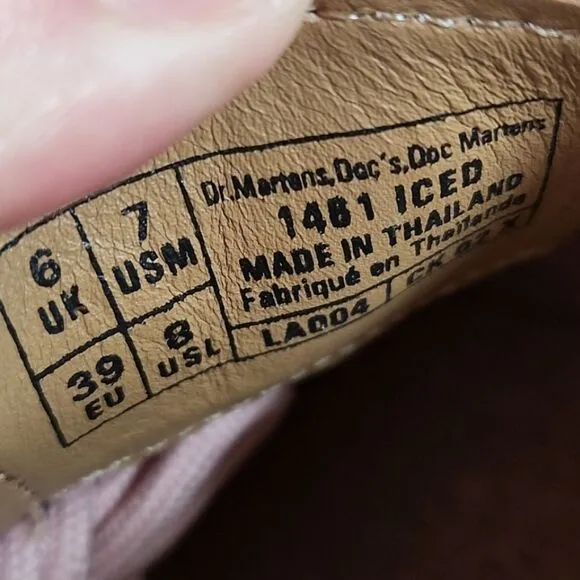 6 UK
7 USM
39 EU
8 USL
Dr.Martens,Doc's,Doc Martens
1461 ICED
MADE IN THAILAND
Fabriqué en Thailande
LA004